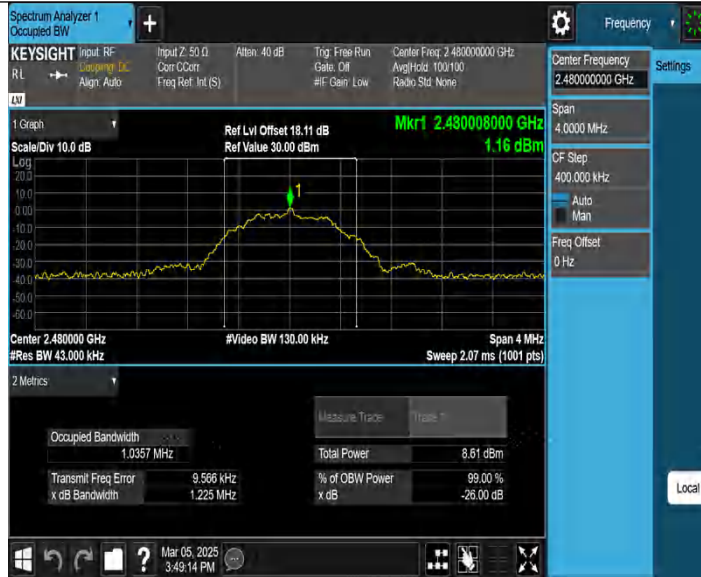 Spectrum Analyzer 1
Occupied BW
Frequency
KEYSIGHT
RL
Input: RF
Coupling: DC
Align: Auto
Input Z: 50 Ω
Corr CCorr
Freq Ref: Int (S)
Atten: 40 dB
Trig: Free Run
Gate: Off
#IF Gain: Low
Center Freq: 2.480000000 GHz
Avg|Hold: 100/100
Radio Std: None
LXI
Center Frequency
2.480000000 GHz
Settings
Span
4.0000 MHz
CF Step
400.000 kHz
Auto
Man
Freq Offset
0 Hz
Local
1 Graph
Scale/Div 10.0 dB
Ref Lvl Offset 18.11 dB
Ref Value 30.00 dBm
Mkr1 2.480008000 GHz
1.16 dBm
Log
20.0
10.0
0.00
-10.0
-20.0
-30.0
-40.0
-50.0
-60.0
1
Center 2.480000 GHz
#Res BW 43.000 kHz
#Video BW 130.00 kHz
Span 4 MHz
Sweep 2.07 ms (1001 pts)
2 Metrics
Measure Trace
Trace 1
Occupied Bandwidth
1.0357 MHz
Total Power
8.61 dBm
Transmit Freq Error
9.566 kHz
% of OBW Power
99.00 %
x dB Bandwidth
1.225 MHz
x dB
-26.00 dB
Mar 05, 2025
3:49:14 PM